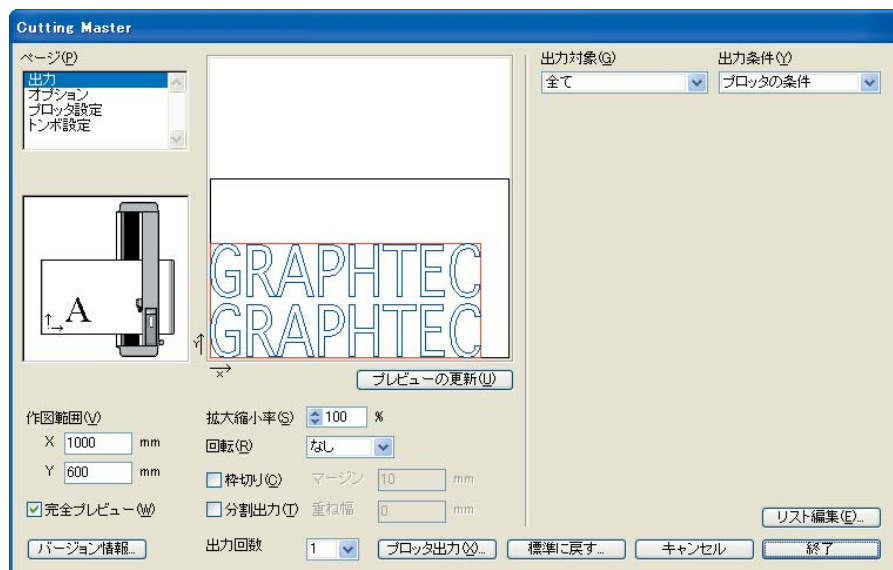 Cutting Master
ページ(P)
出力
オプション
プロッタ設定
トンボ設定
出力対象(G)
全て
出力条件(Y)
プロッタの条件
A
GRAPHTEC
GRAPHTEC
Y
X
プレビューの更新(U)
作図範囲(V)
X 1000 mm
Y 600 mm
完全プレビュー(W)
バージョン情報...
拡大縮小率(S) 100 %
回転(R) なし
枠切り(C) マージン 10 mm
分割出力(T) 重ね幅 0 mm
出力回数 1
プロッタ出力(X)...
リスト編集(E)...
標準に戻す...
キャンセル
終了